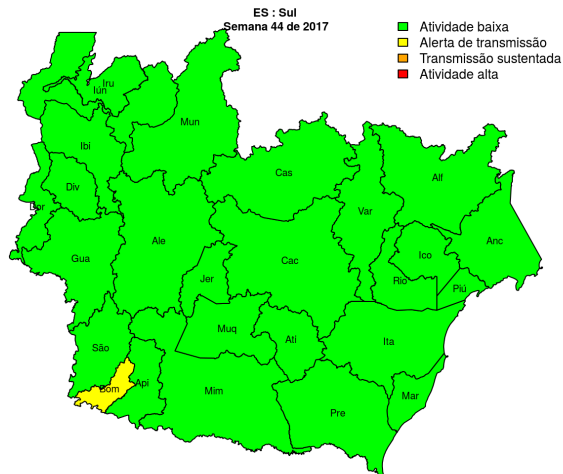 ES : Sul
Semana 44 de 2017
Atividade baixa
Alerta de transmissão
Transmissão sustentada
Atividade alta
Iru
Iún
Mun
Ibi
Cas
Alf
Div
Dor
Var
Ale
Anc
Gua
Cac
Ico
Jer
Rio
Piú
Muq
Ati
Ita
São
Bom
Api
Mim
Mar
Pre